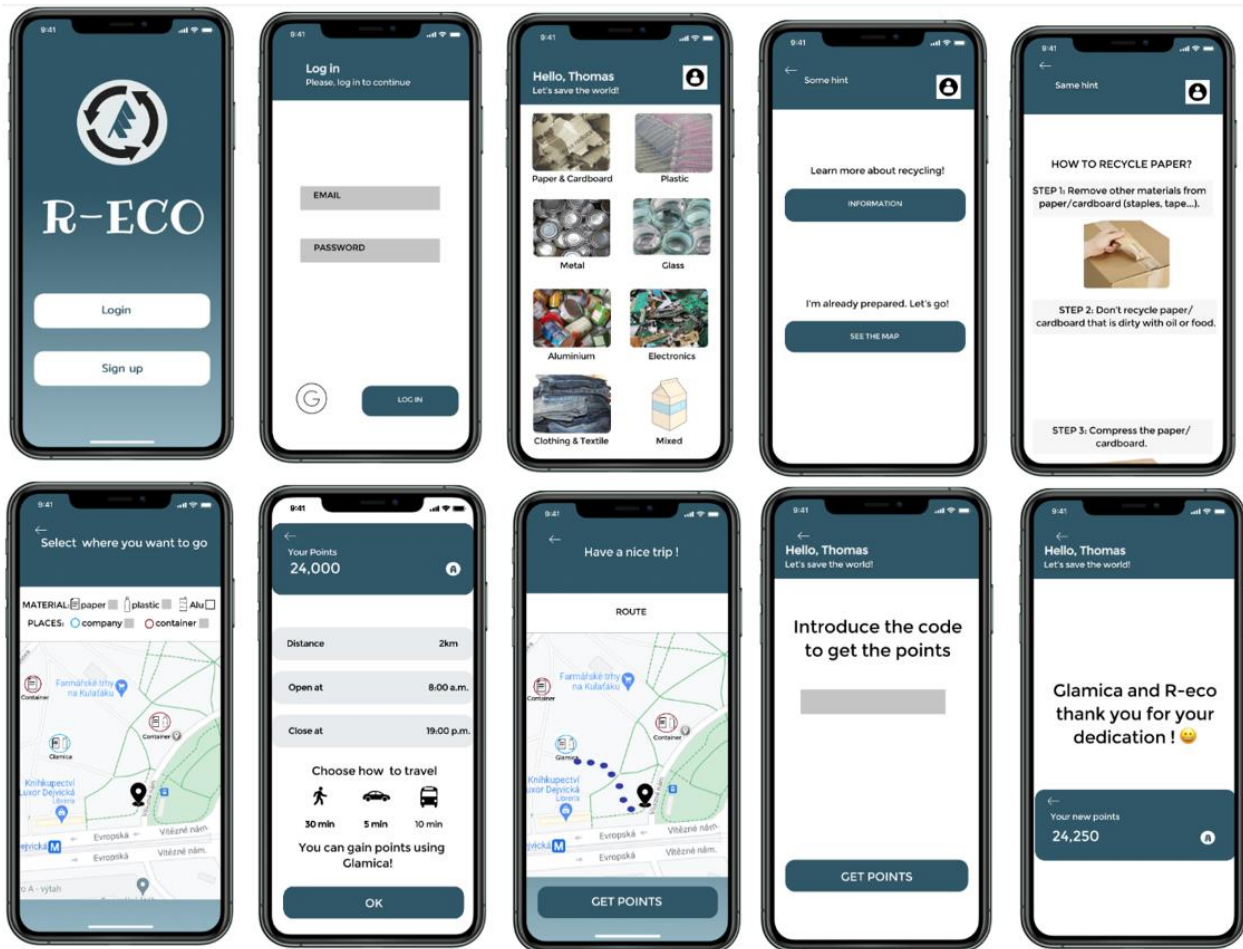 9:41
R-ECO
Login
Sign up
9:41
Log in
Please, log in to continue
EMAIL
PASSWORD
G
LOG IN
9:41
Hello, Thomas
Let's save the world!
Paper & Cardboard
Plastic
Metal
Glass
Aluminium
Electronics
Clothing & Textile
Mixed
9:41
Some hint
Learn more about recycling!
INFORMATION
I'm already prepared. Let's go!
SEE THE MAP
9:41
Same hint
HOW TO RECYCLE PAPER?
STEP 1: Remove other materials from
paper/cardboard (staples, tape...).
STEP 2: Don't recycle paper/
cardboard that is dirty with oil or food.
STEP 3: Compress the paper/
cardboard.
9:41
Select where you want to go
MATERIAL: paper plastic Alu
PLACES: company container
Farmářské trhy
na Kulaťáku
Container
Container
Glamica
Knihkupectví
Luxor Dejvická
Librería
Evropská
Vítězné nám.
Evropská
Vítězné nám.
M
A - výtah
9:41
Your Points
24,000
Distance 2km
Open at 8:00 a.m.
Close at 19:00 p.m.
Choose how to travel
30 min 5 min 10 min
You can gain points using
Glamica!
OK
9:41
Have a nice trip !
ROUTE
Farmářské trhy
na Kulaťáku
Container
Container
Glamica
Knihkupectví
Luxor Dejvická
Librería
Evropská
Vítězné nám.
Evropská
Vítězné nám.
M
GET POINTS
9:41
Hello, Thomas
Let's save the world!
Introduce the code
to get the points
GET POINTS
9:41
Hello, Thomas
Let's save the world!
Glamica and R-eco
thank you for your
dedication ! 😀
Your new points
24,250